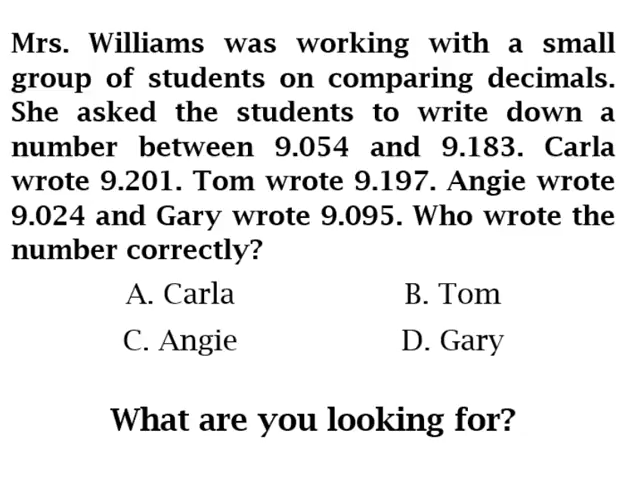 Mrs. Williams was working with a small
group of students on comparing decimals.
She asked the students to write down a
number between 9.054 and 9.183. Carla
wrote 9.201. Tom wrote 9.197. Angie wrote
9.024 and Gary wrote 9.095. Who wrote the
number correctly?
A. Carla B. Tom
C. Angie D. Gary
What are you looking for?